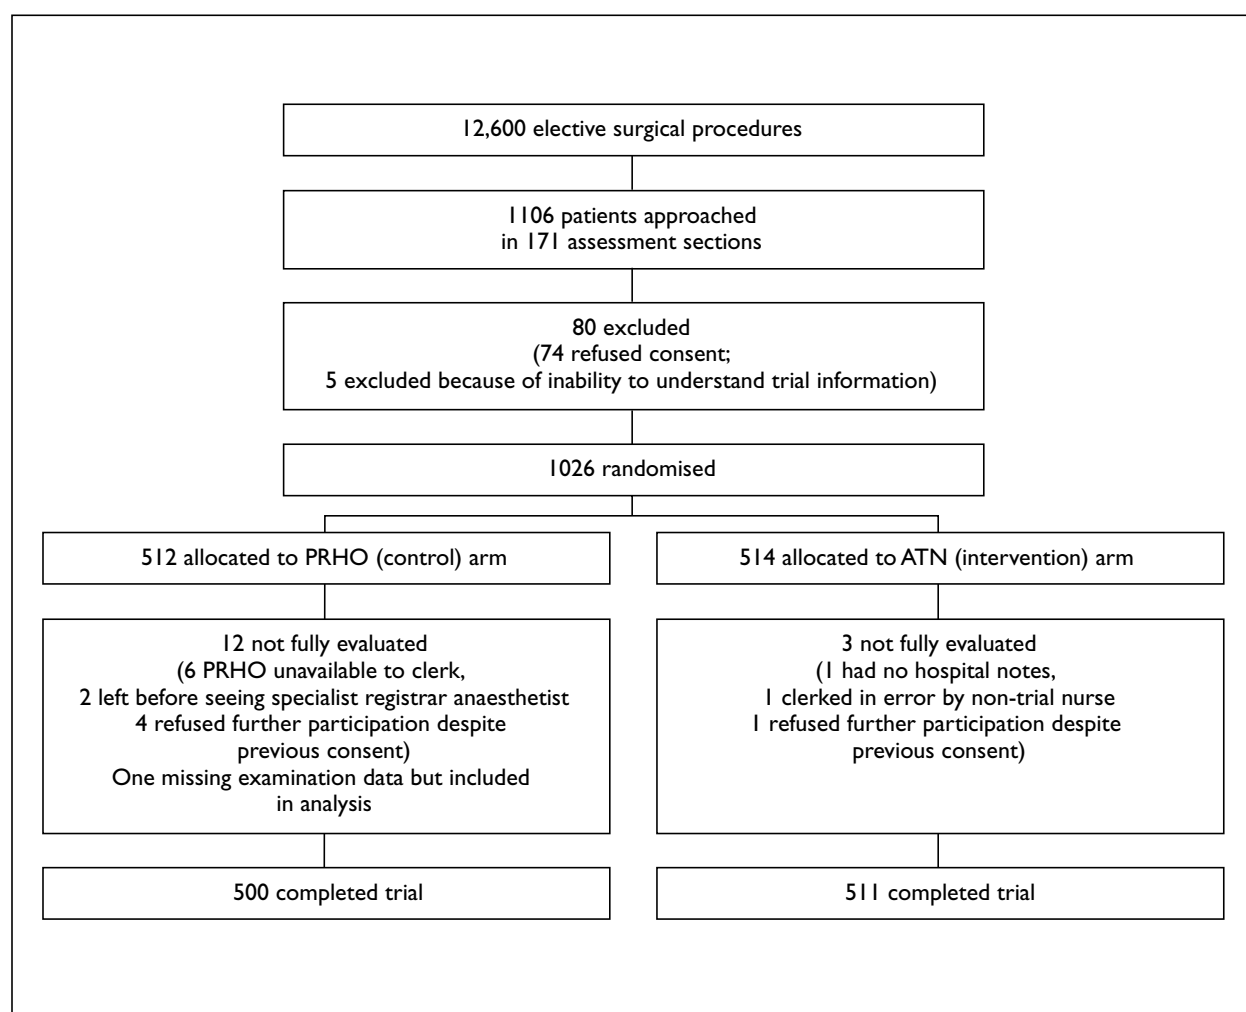 12,600 elective surgical procedures
1106 patients approached
in 171 assessment sections
80 excluded
(74 refused consent;
5 excluded because of inability to understand trial information)
1026 randomised
512 allocated to PRHO (control) arm
12 not fully evaluated
(6 PRHO unavailable to clerk,
2 left before seeing specialist registrar anaesthetist
4 refused further participation despite
previous consent)
One missing examination data but included
in analysis
500 completed trial
514 allocated to ATN (intervention) arm
3 not fully evaluated
(1 had no hospital notes,
1 clerked in error by non-trial nurse
1 refused further participation despite
previous consent)
511 completed trial